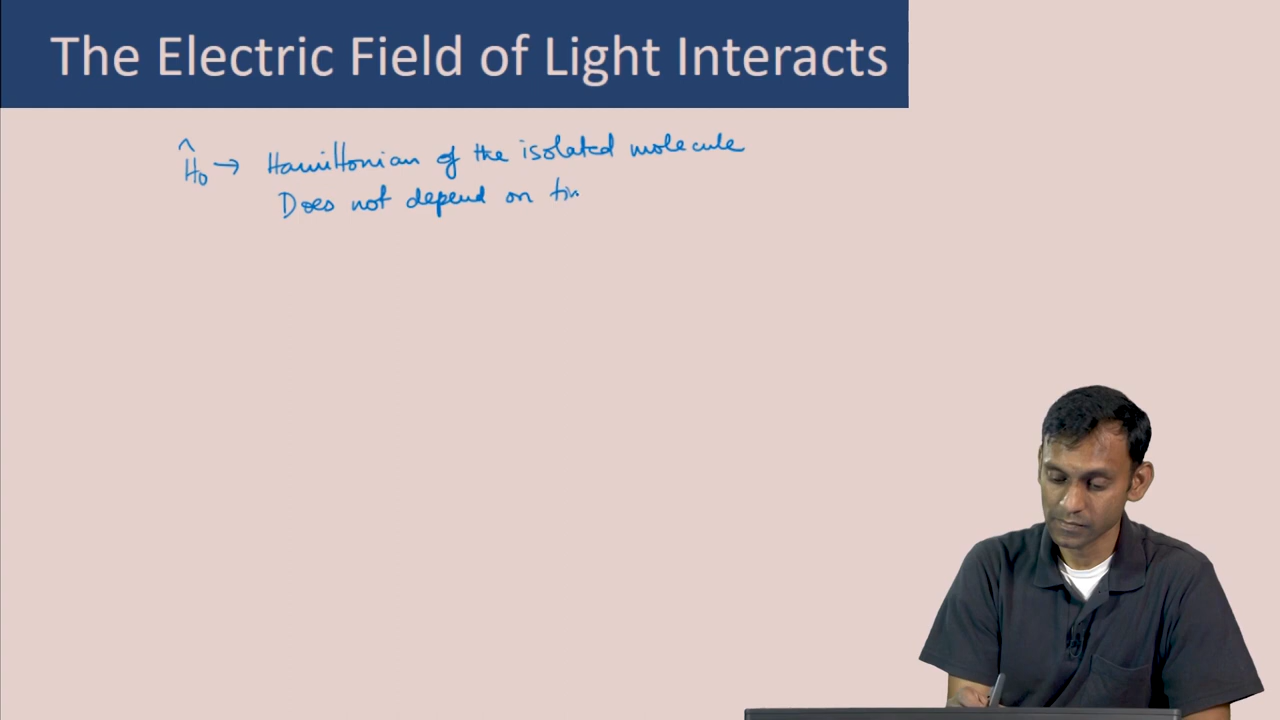 The Electric Field of Light Interacts
Ĥ₀ → Hamiltonian of the isolated molecule
Does not depend on